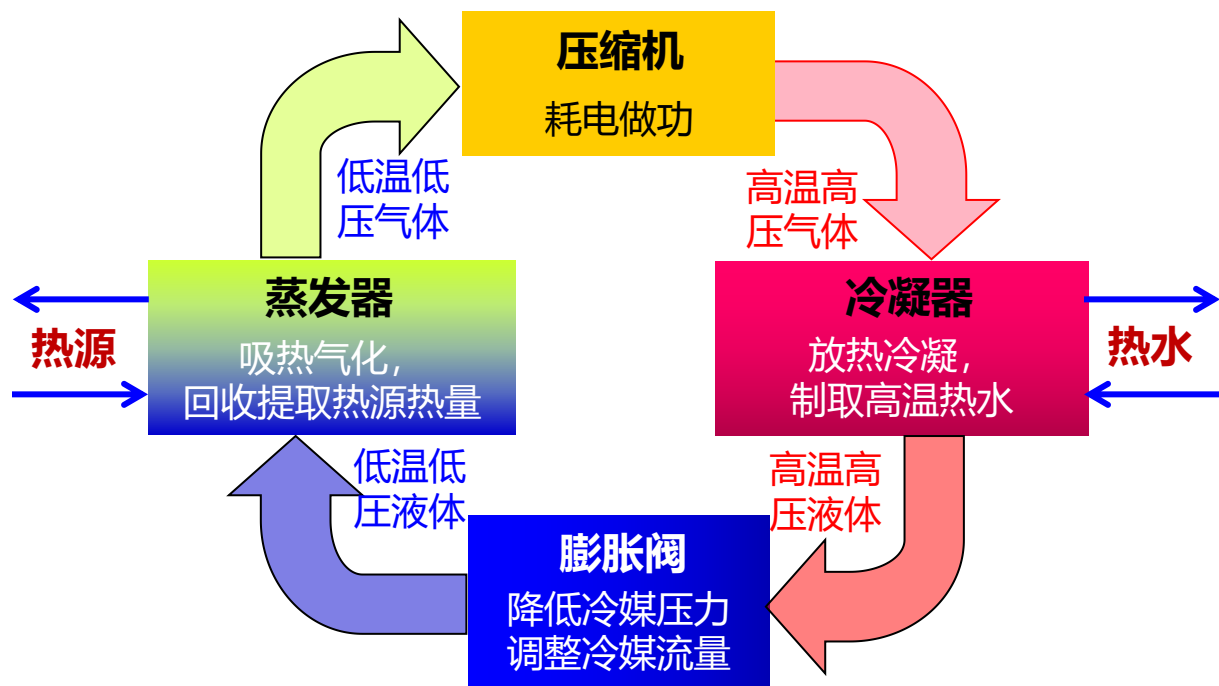 压缩机
耗电做功
低温低
压气体
高温高
压气体
蒸发器
吸热气化，
回收提取热源热量
热源
冷凝器
放热冷凝，
制取高温热水
热水
低温低
压液体
高温高
压液体
膨胀阀
降低冷媒压力
调整冷媒流量